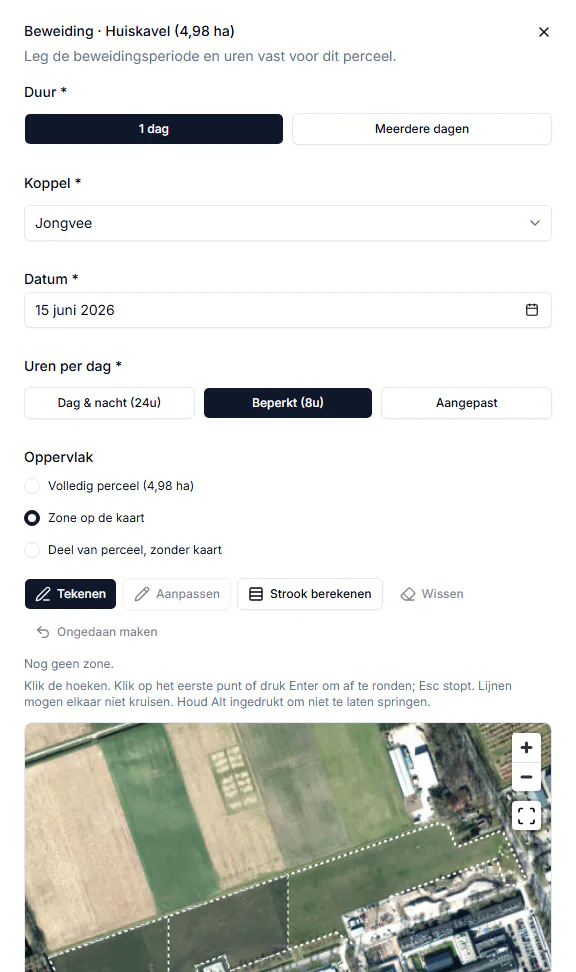 Beweiding · Huiskavel (4,98 ha)
Leg de beweidingsperiode en uren vast voor dit perceel.
Duur *
1 dag
Meerdere dagen
Koppel *
Jongvee
Datum *
15 juni 2026
Uren per dag *
Dag & nacht (24u)
Beperkt (8u)
Aangepast
Oppervlak
Volledig perceel (4,98 ha)
Zone op de kaart
Deel van perceel, zonder kaart
Tekenen
Aanpassen
Strook berekenen
Wissen
Ongedaan maken
Nog geen zone.
Klik de hoeken. Klik op het eerste punt of druk Enter om af te ronden; Esc stopt. Lijnen
mogen elkaar niet kruisen. Houd Alt ingedrukt om niet te laten springen.